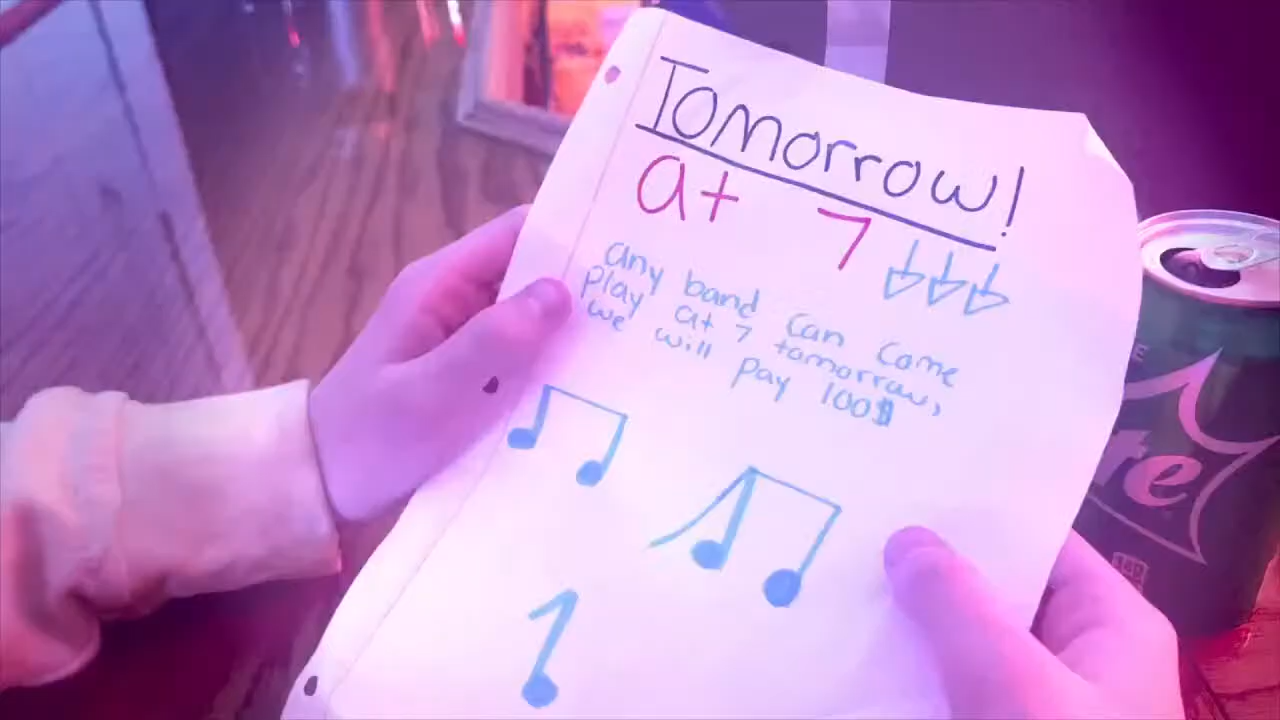 Tomorrow!
at 7
any band can come
play at 7 tomorrow,
we will pay 100$